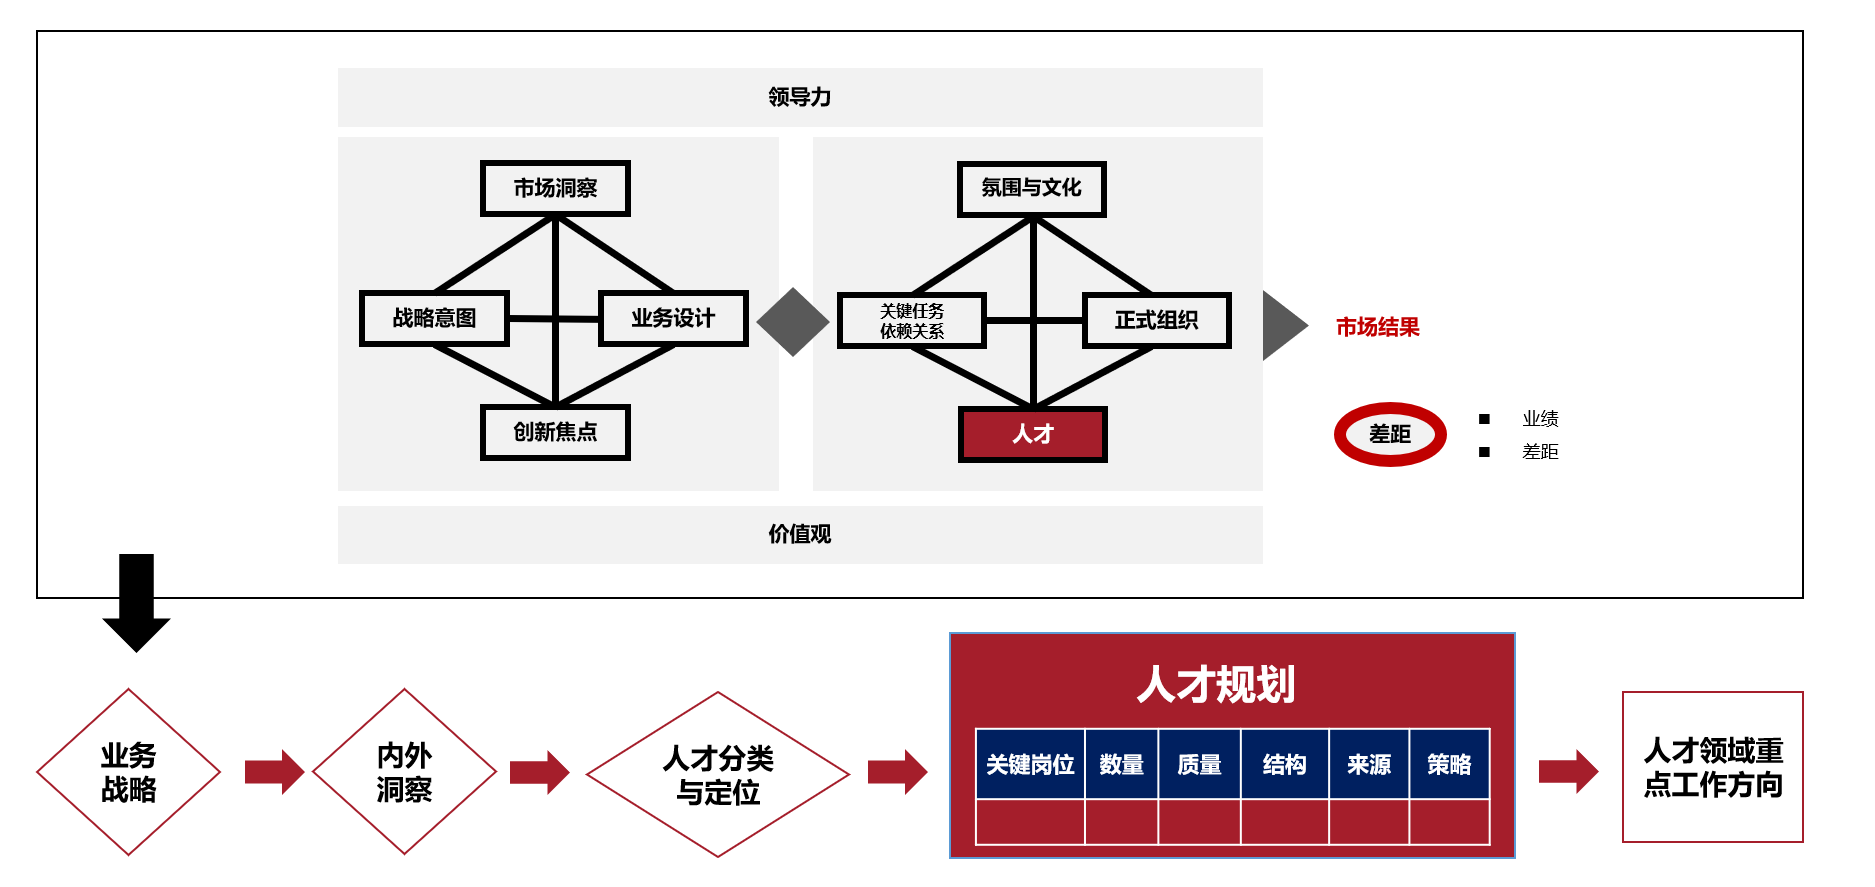 领导力
市场洞察
氛围与文化
战略意图
业务设计
关键任务
依赖关系
正式组织
市场结果
创新焦点
人才
差距
业绩
差距
价值观
业务
战略
内外
洞察
人才分类
与定位
人才规划
关键岗位 数量 质量 结构 来源 策略
人才领域重
点工作方向